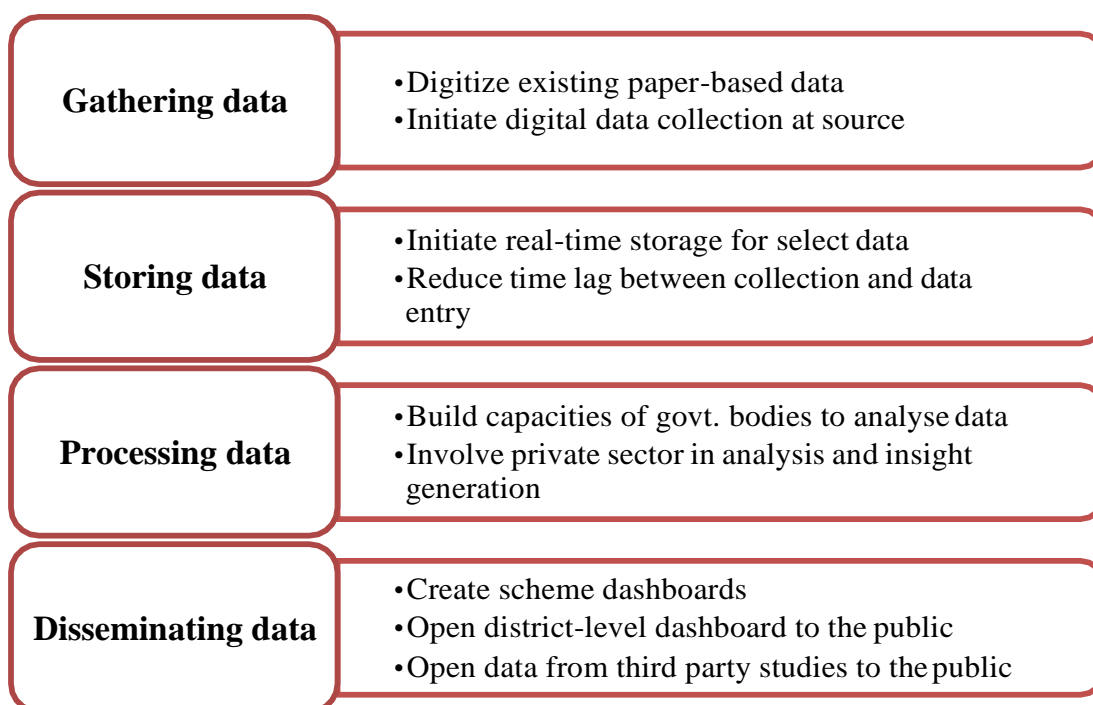 Gathering data
•Digitize existing paper-based data
•Initiate digital data collection at source
Storing data
•Initiate real-time storage for select data
•Reduce time lag between collection and data
entry
Processing data
•Build capacities of govt. bodies to analyse data
•Involve private sector in analysis and insight
generation
Disseminating data
•Create scheme dashboards
•Open district-level dashboard to the public
•Open data from third party studies to the public